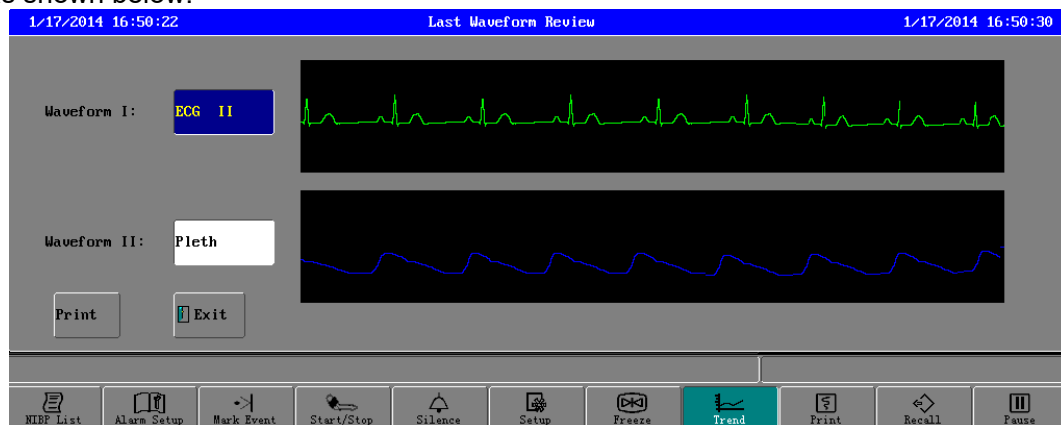 shown below:
1/17/2014 16:50:22 Last Waveform Review 1/17/2014 16:50:30
Waveform I: ECG II
Waveform II: Pleth
Print Exit
NIBP List Alarm Setup Mark Event Start/Stop Silence Setup Freeze Trend Print Recall Pause